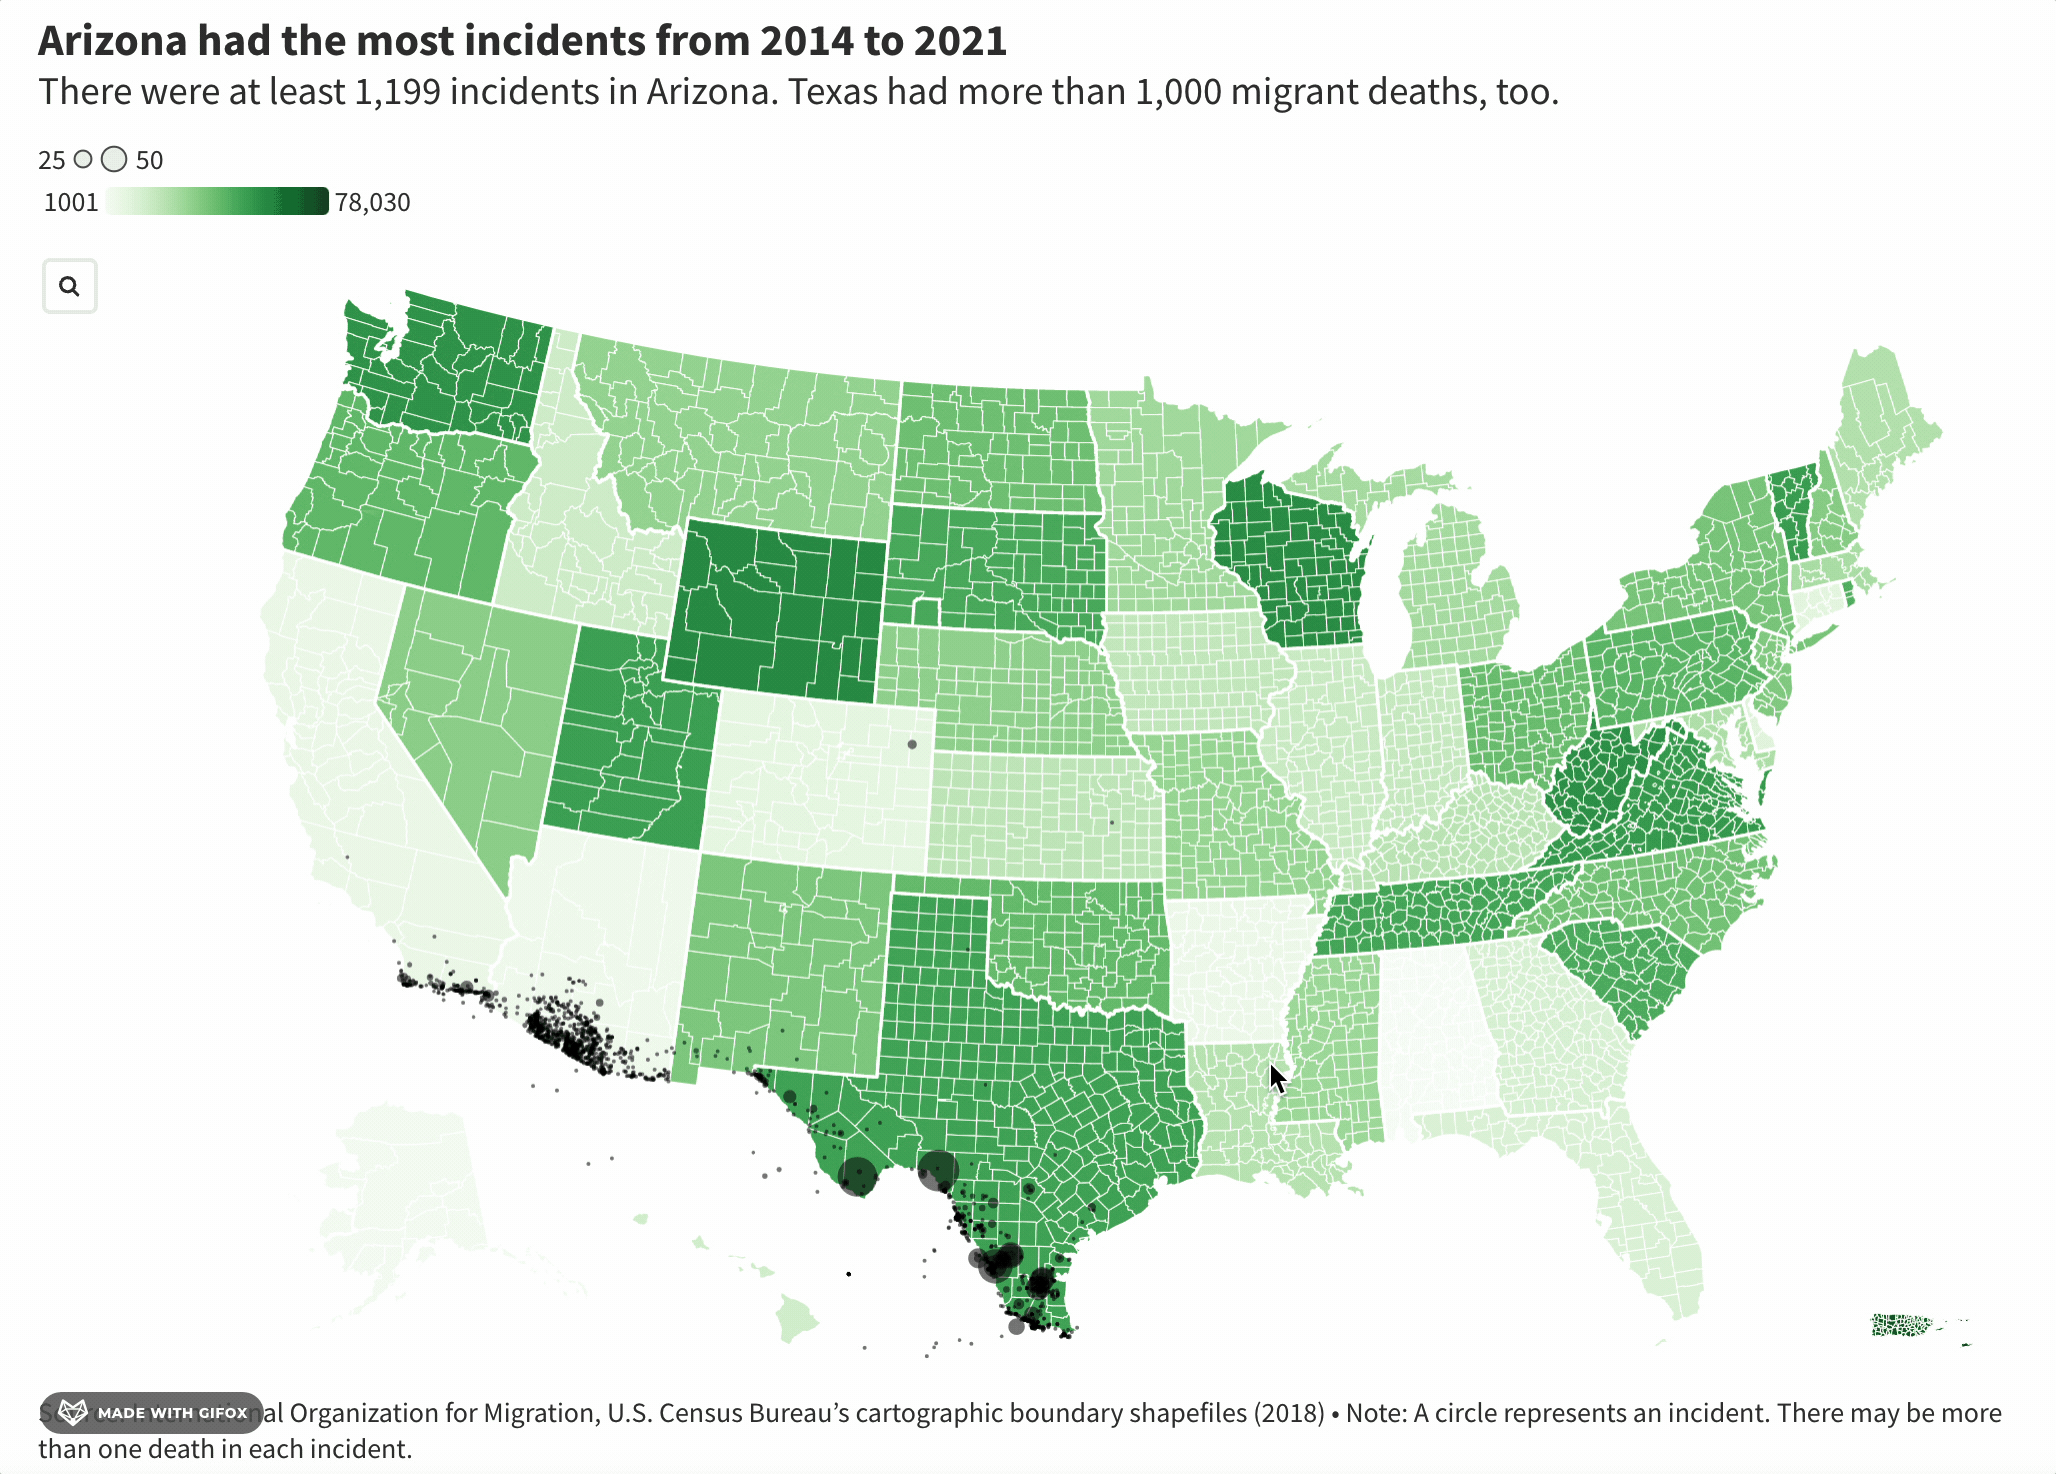 Arizona had the most incidents from 2014 to 2021
There were at least 1,199 incidents in Arizona. Texas had more than 1,000 migrant deaths, too.
25 50
1001 78,030
MADE WITH GIFOX
al Organization for Migration, U.S. Census Bureau’s cartographic boundary shapefiles (2018) • Note: A circle represents an incident. There may be more
than one death in each incident.